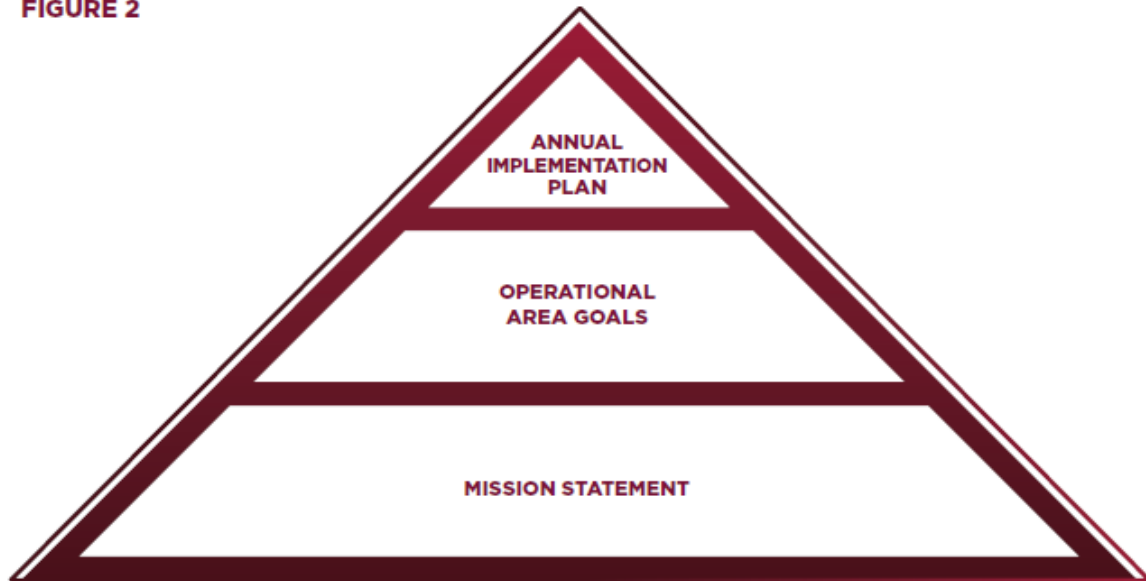 FIGURE 2
ANNUAL
IMPLEMENTATION
PLAN
OPERATIONAL
AREA GOALS
MISSION STATEMENT